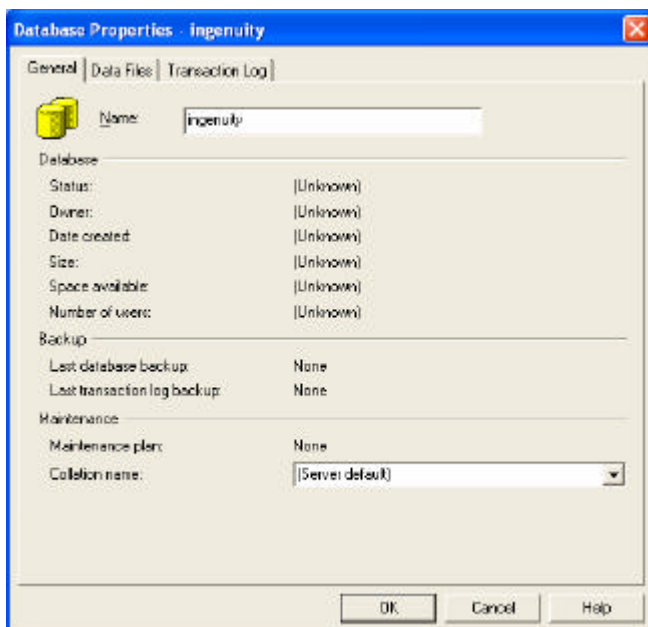 Database Properties - ingenuity
General Data Files Transaction Log
Name: ingenuity
Database
Status: (Unknown)
Owner: (Unknown)
Date created: (Unknown)
Size: (Unknown)
Space available: (Unknown)
Number of users: (Unknown)
Backup
Last database backup: None
Last transaction log backup: None
Maintenance
Maintenance plan: None
Collation name: (Server default)
OK Cancel Help